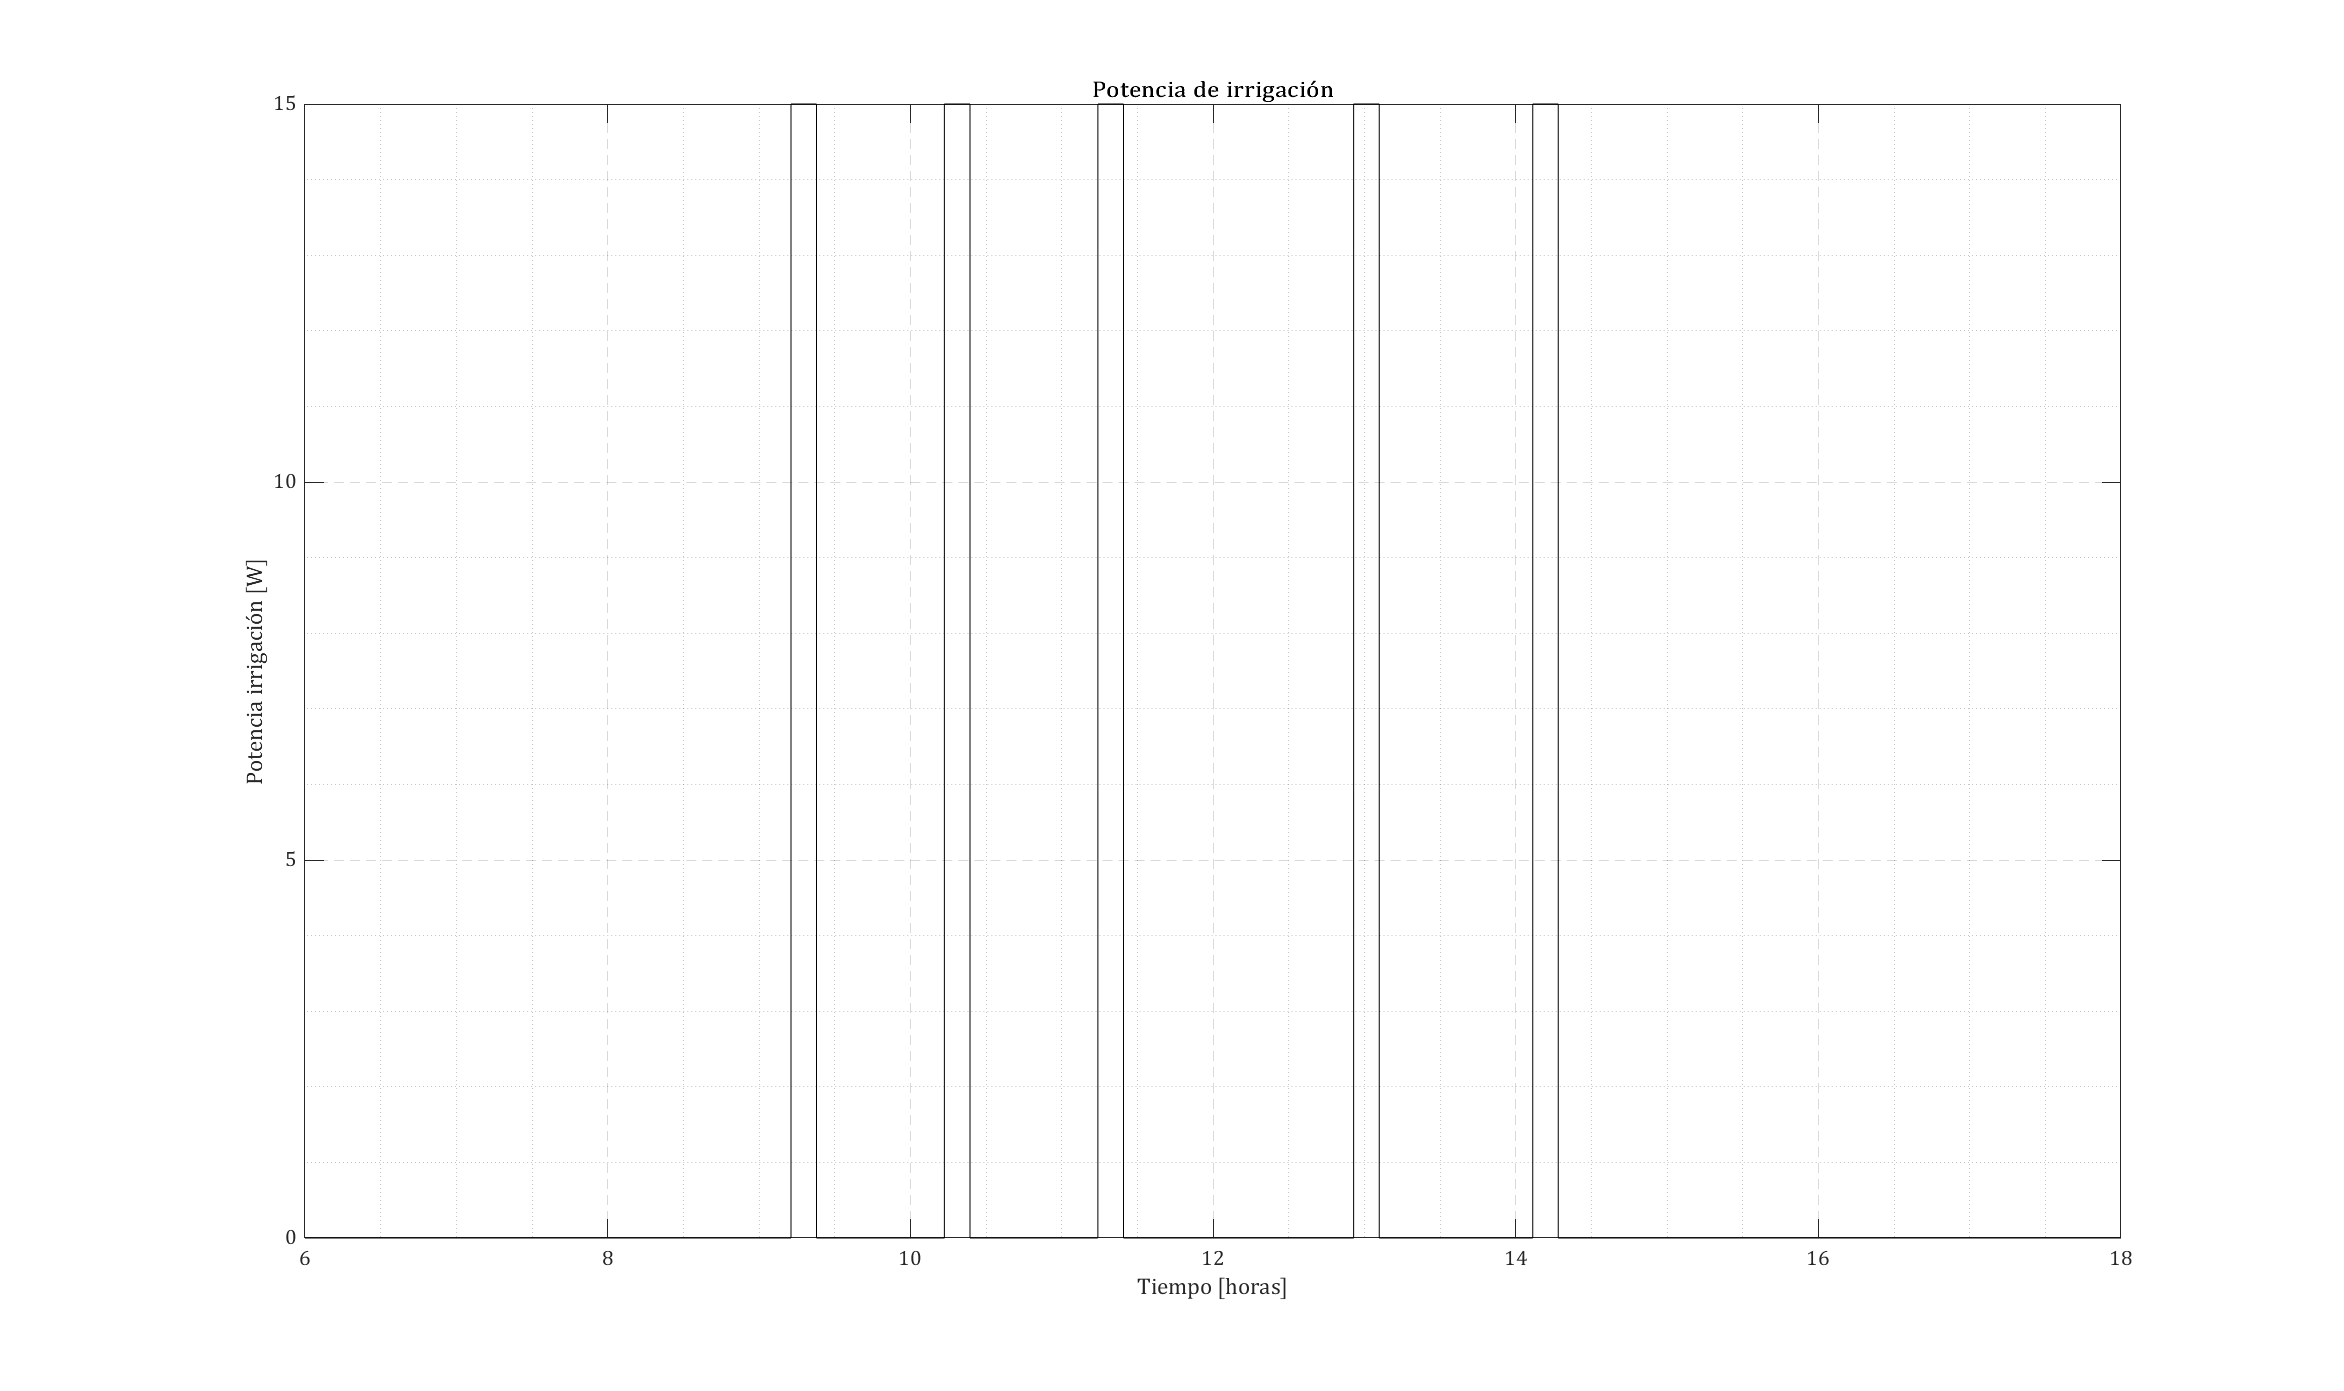 Potencia de irrigación
15
10
5
0
Potencia irrigación [W]
6 8 10 12 14 16 18
Tiempo [horas]